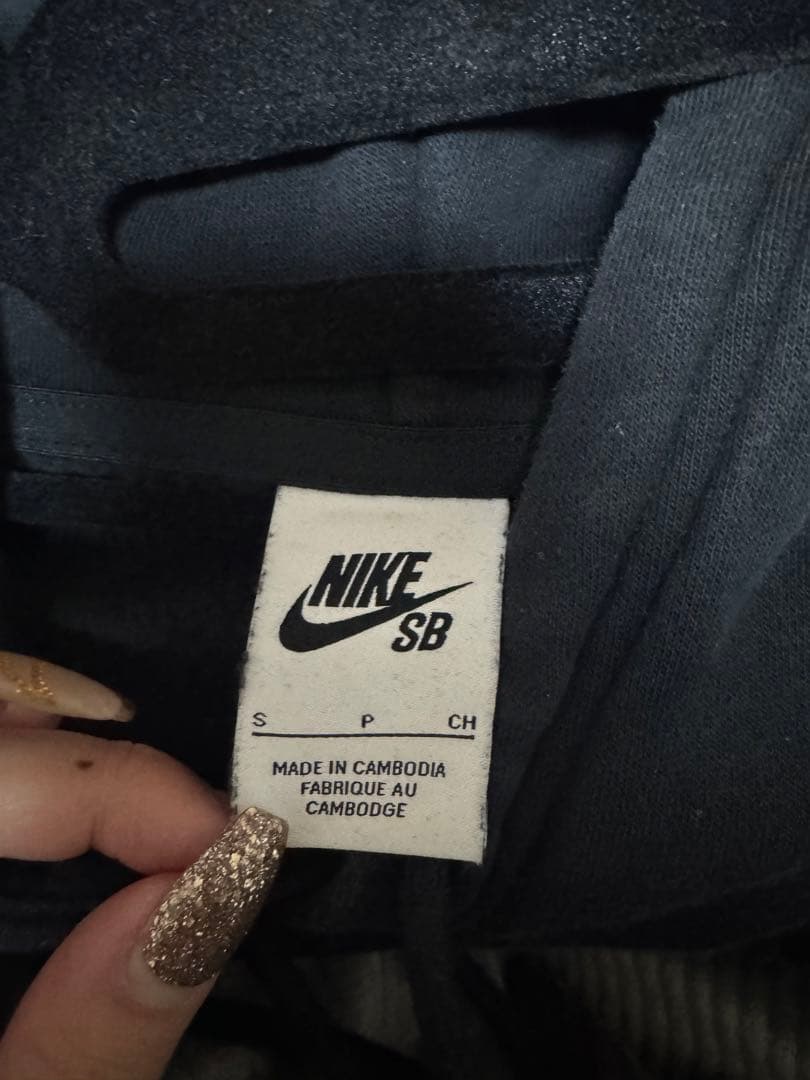 NIKE
SB
S P CH
MADE IN CAMBODIA
FABRIQUE AU
CAMBODGE